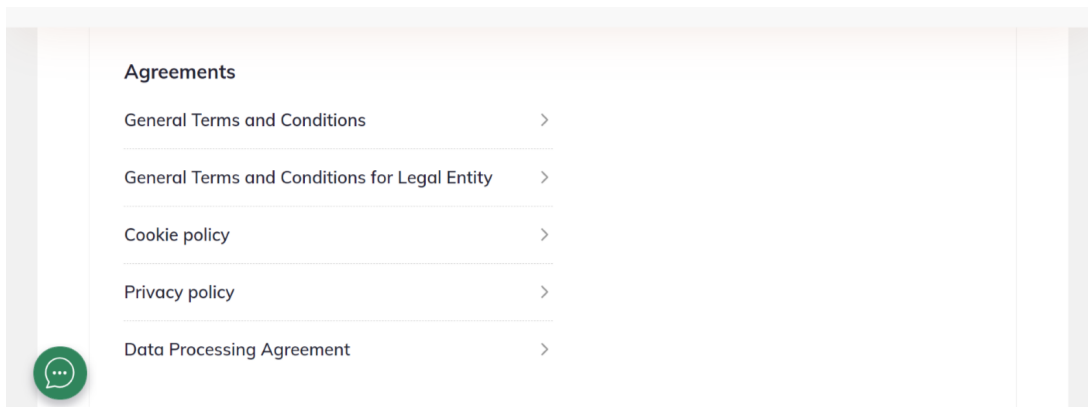 Agreements
General Terms and Conditions
General Terms and Conditions for Legal Entity
Cookie policy
Privacy policy
Data Processing Agreement